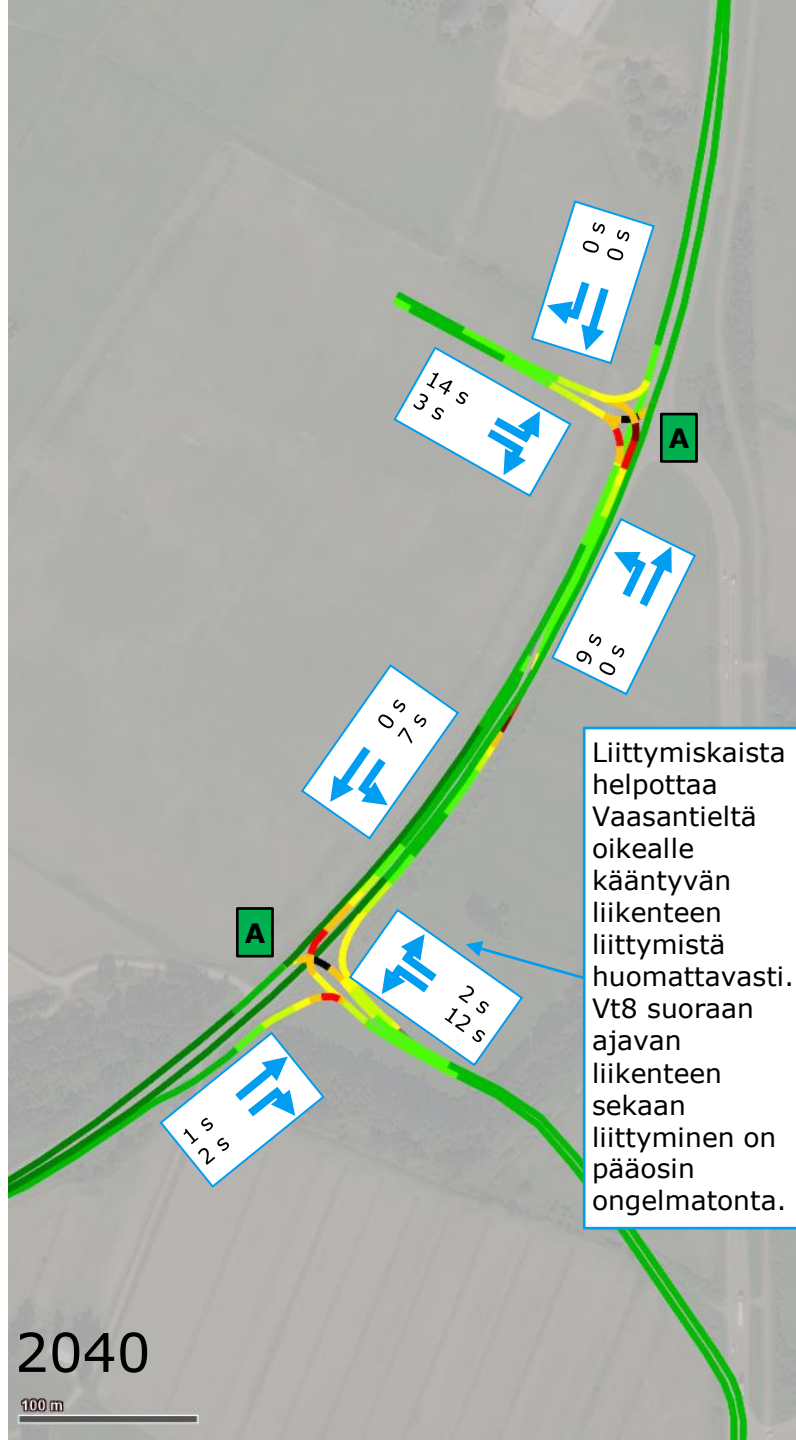 0 s
0 s
14 s
3 s
A
9 s
0 s
0 s
7 s
Liittymiskaista
helpottaa
Vaasantieltä
oikealle
kääntyvän
liikenteen
liittymistä
huomattavasti.
Vt8 suoraan
ajavan
liikenteen
sekaan
liittyminen on
pääosin
ongelmatonta.
A
2 s
12 s
1 s
2 s
2040
100 m